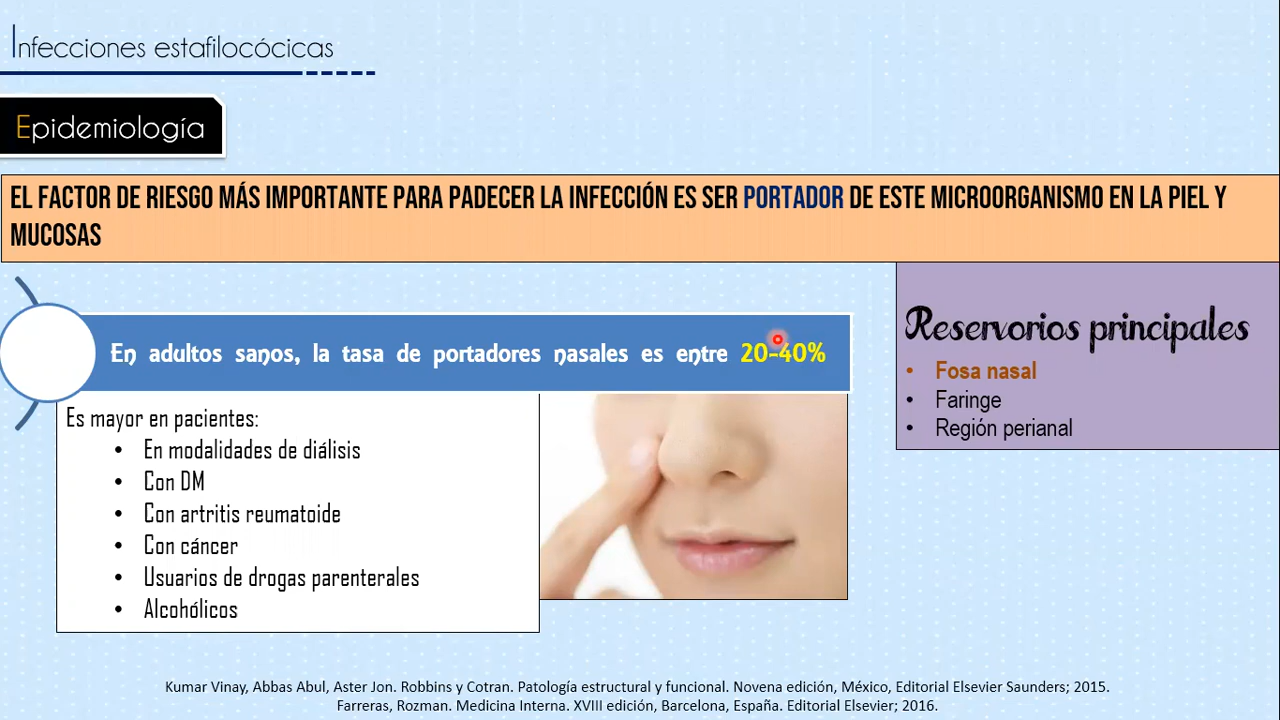 Infecciones estafilocócicas
Epidemiología
EL FACTOR DE RIESGO MÁS IMPORTANTE PARA PADECER LA INFECCIÓN ES SER PORTADOR DE ESTE MICROORGANISMO EN LA PIEL Y
MUCOSAS
En adultos sanos, la tasa de portadores nasales es entre 20-40%
Es mayor en pacientes:
• En modalidades de diálisis
• Con DM
• Con artritis reumatoide
• Con cáncer
• Usuarios de drogas parenterales
• Alcohólicos
Reservorios principales
• Fosa nasal
• Faringe
• Región perianal
Kumar Vinay, Abbas Abul, Aster Jon. Robbins y Cotran. Patología estructural y funcional. Novena edición, México, Editorial Elsevier Saunders; 2015.
Farreras, Rozman. Medicina Interna. XVIII edición, Barcelona, España. Editorial Elsevier; 2016.